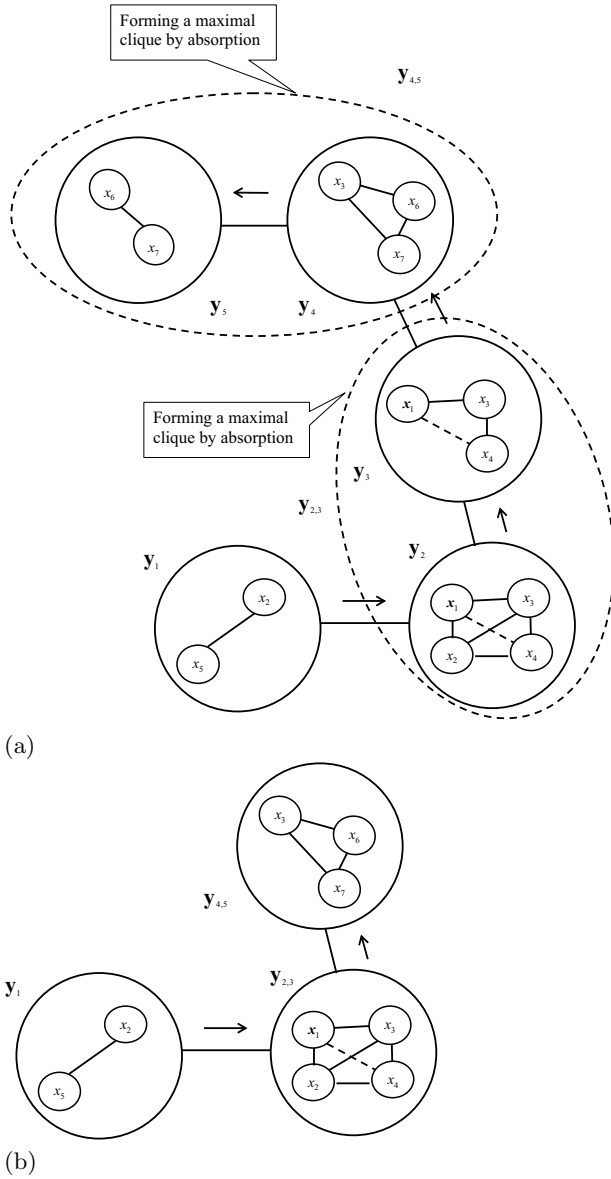 Forming a maximal
clique by absorption
y4,5
x6
x7
x3
x6
x7
y5
y4
Forming a maximal
clique by absorption
x1
x3
x4
y3
y2,3
y2
y1
x2
x5
x1
x3
x2
x4
(a)
x3
x6
x7
y4,5
y2,3
y1
x2
x5
x1
x3
x2
x4
(b)